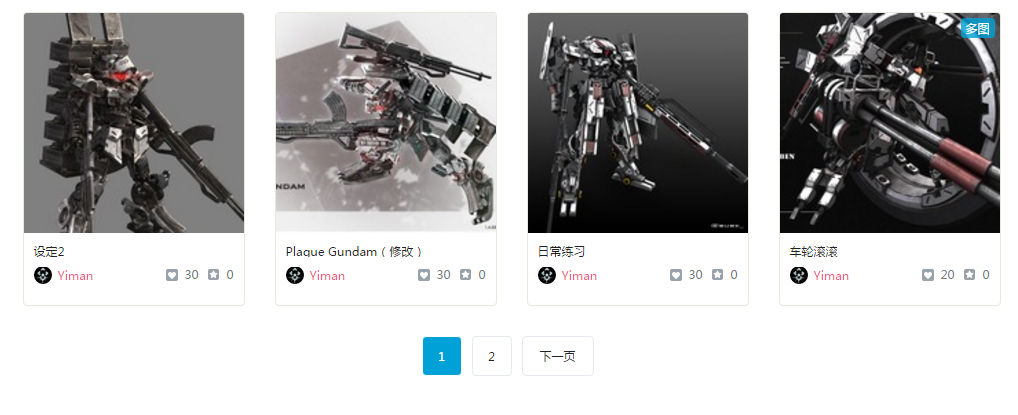 多图
UNDAM
设定2
Yiman 30 0
Plaque Gundam（修改）
Yiman 30 0
日常练习
Yiman 30 0
车轮滚滚
Yiman 20 0
1 2 下一页